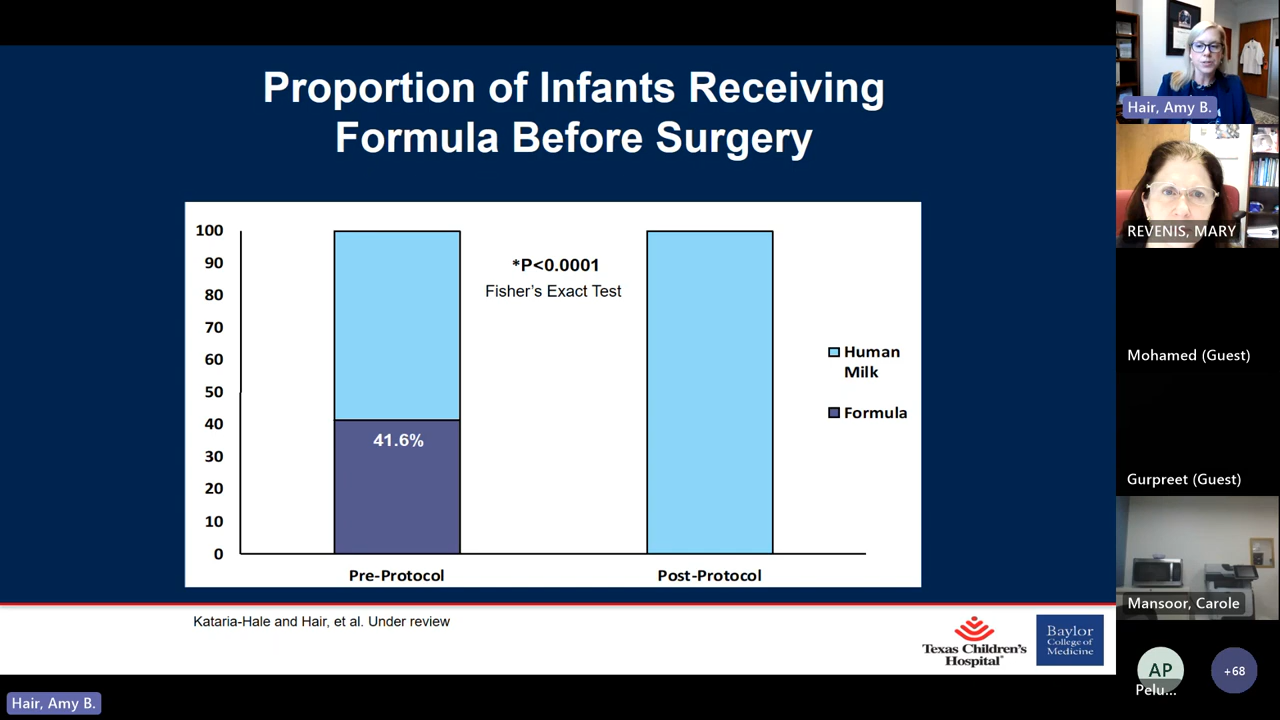 Proportion of Infants Receiving
Formula Before Surgery
100
90
80
70
60
50
40
30
20
10
0
*P<0.0001
Fisher's Exact Test
41.6%
Human
Milk
Formula
Pre-Protocol
Post-Protocol
Kataria-Hale and Hair, et al. Under review
Texas Children's
Hospital
Baylor
College of
Medicine
Hair, Amy B.
Hair, Amy B.
REVENIS, MARY
Mohamed (Guest)
Gurpreet (Guest)
Mansoor, Carole
AP
Pelu...
+68